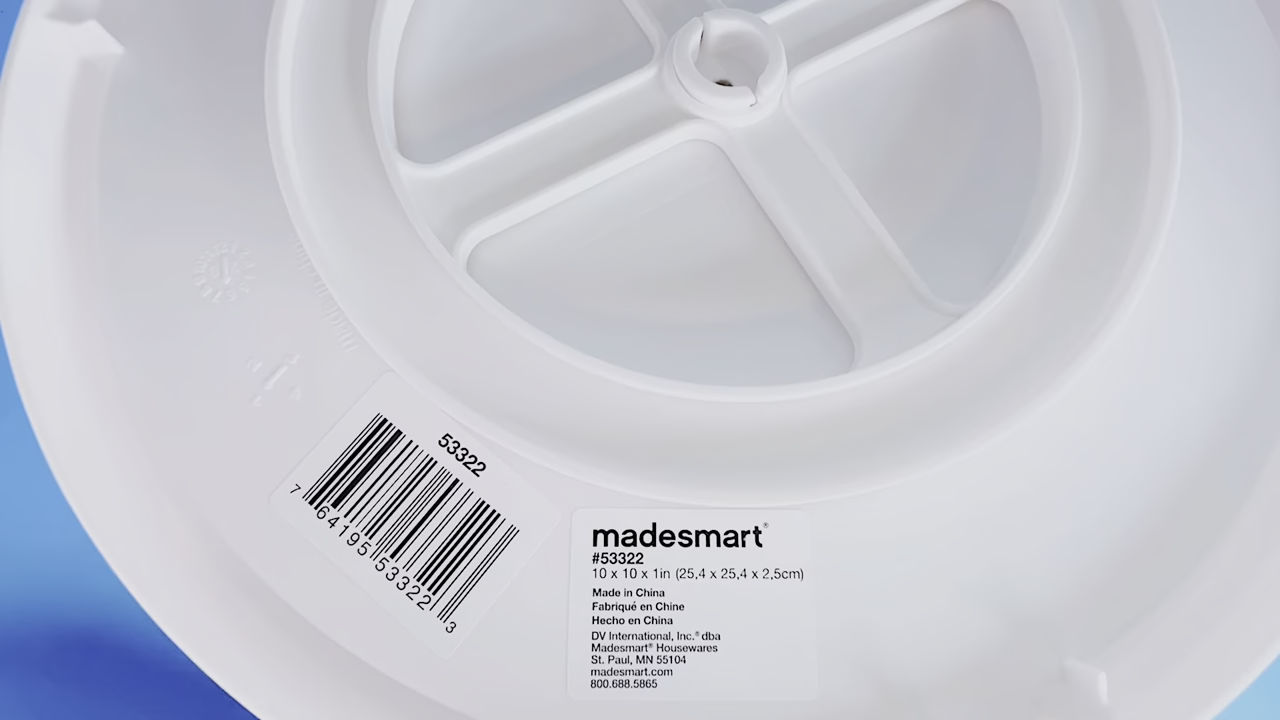 53322
7 64195 53322 3
madesmart®
#53322
10 x 10 x 1in (25,4 x 25,4 x 2,5cm)
Made in China
Fabriqué en Chine
Hecho en China
DV International, Inc.® dba
Madesmart® Housewares
St. Paul, MN 55104
madesmart.com
800.688.5865